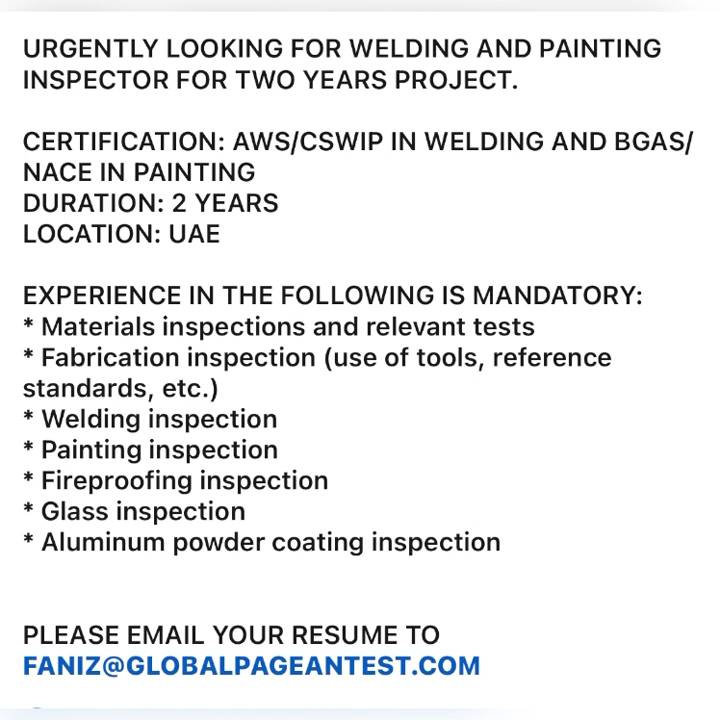 URGENTLY LOOKING FOR WELDING AND PAINTING
INSPECTOR FOR TWO YEARS PROJECT.
CERTIFICATION: AWS/CSWIP IN WELDING AND BGAS/
NACE IN PAINTING
DURATION: 2 YEARS
LOCATION: UAE
EXPERIENCE IN THE FOLLOWING IS MANDATORY:
* Materials inspections and relevant tests
* Fabrication inspection (use of tools, reference
standards, etc.)
* Welding inspection
* Painting inspection
* Fireproofing inspection
* Glass inspection
* Aluminum powder coating inspection
PLEASE EMAIL YOUR RESUME TO
FANIZ@GLOBALPAGEANTEST.COM